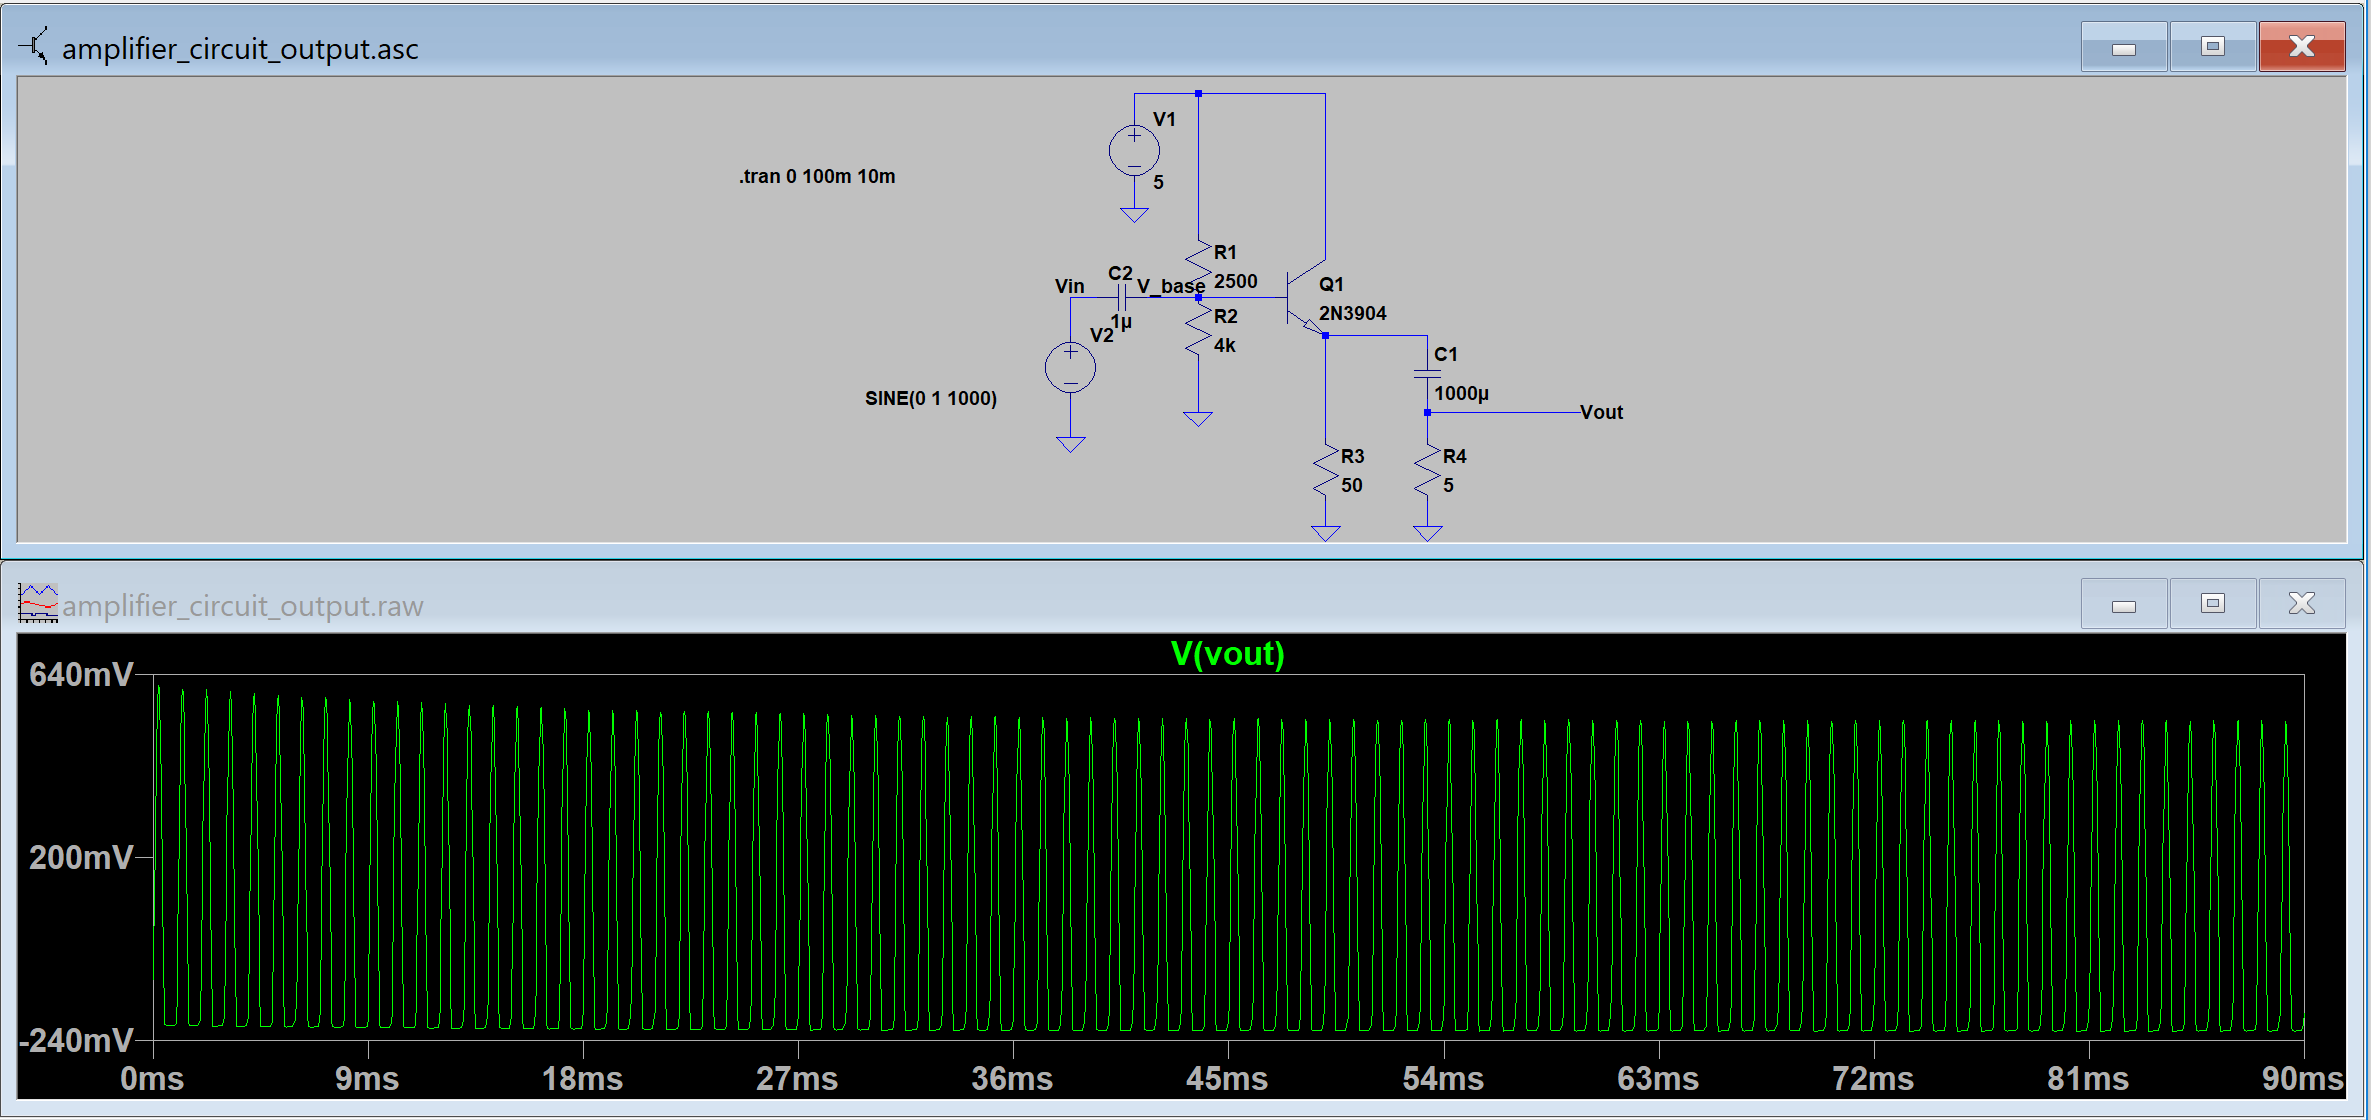 amplifier_circuit_output.asc
V1
5
.tran 0 100m 10m
R1
2500
Vin
C2
V_base
1µ
V2
R2
4k
Q1
2N3904
C1
1000µ
SINE(0 1 1000)
Vout
R3
50
R4
5
amplifier_circuit_output.raw
V(vout)
640mV
200mV
-240mV
0ms 9ms 18ms 27ms 36ms 45ms 54ms 63ms 72ms 81ms 90ms